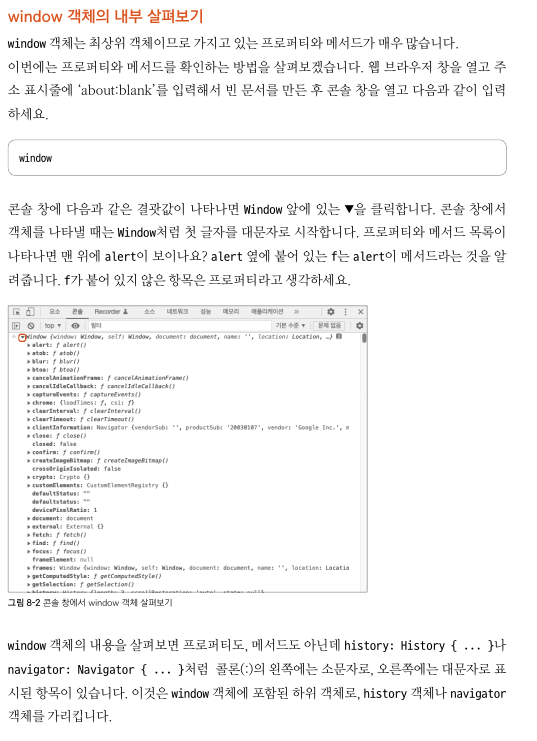 window 객체의 내부 살펴보기
window 객체는 최상위 객체이므로 가지고 있는 프로퍼티와 메서드가 매우 많습니다.
이번에는 프로퍼티와 메서드를 확인하는 방법을 살펴보겠습니다. 웹 브라우저 창을 열고 주
소 표시줄에 ‘about:blank’를 입력해서 빈 문서를 만든 후 콘솔 창을 열고 다음과 같이 입력
하세요.
window
콘솔 창에 다음과 같은 결괏값이 나타나면 Window 앞에 있는 ▼을 클릭합니다. 콘솔 창에서
객체를 나타낼 때는 Window처럼 첫 글자를 대문자로 시작합니다. 프로퍼티와 메서드 목록이
나타나면 맨 위에 alert이 보이나요? alert 옆에 붙어 있는 f는 alert이 메서드라는 것을 알
려줍니다. f가 붙어 있지 않은 항목은 프로퍼티라고 생각하세요.
요소 콘솔 Recorder 소스 네트워크 성능 메모리 애플리케이션 »
top ▼ 필터 기본 수준 ▼ 문제 없음
▼Window {window: Window, self: Window, document: document, name: '', location: Location, …}
▶alert: ƒ alert()
▶atob: ƒ atob()
▶blur: ƒ blur()
▶btoa: ƒ btoa()
▶cancelAnimationFrame: ƒ cancelAnimationFrame()
▶cancelIdleCallback: ƒ cancelIdleCallback()
▶captureEvents: ƒ captureEvents()
▶chrome: {loadTimes: ƒ, csi: ƒ}
▶clearInterval: ƒ clearInterval()
▶clearTimeout: ƒ clearTimeout()
▶clientInformation: Navigator {vendorSub: '', productSub: '20030107', vendor: 'Google Inc.', m
▶close: ƒ close()
closed: false
▶confirm: ƒ confirm()
▶createImageBitmap: ƒ createImageBitmap()
crossOriginIsolated: false
▶crypto: Crypto {}
▶customElements: CustomElementRegistry {}
defaultStatus: ""
defaultstatus: ""
devicePixelRatio: 1
▶document: document
▶external: External {}
▶fetch: ƒ fetch()
▶find: ƒ find()
▶focus: ƒ focus()
frameElement: null
▶frames: Window {window: Window, self: Window, document: document, name: '', location: Locatio
▶getComputedStyle: ƒ getComputedStyle()
▶getSelection: ƒ getSelection()
그림 8-2 콘솔 창에서 window 객체 살펴보기
window 객체의 내용을 살펴보면 프로퍼티도, 메서드도 아닌데 history: History { ... }나
navigator: Navigator { ... }처럼 콜론(:)의 왼쪽에는 소문자로, 오른쪽에는 대문자로 표
시된 항목이 있습니다. 이것은 window 객체에 포함된 하위 객체로, history 객체나 navigator
객체를 가리킵니다.